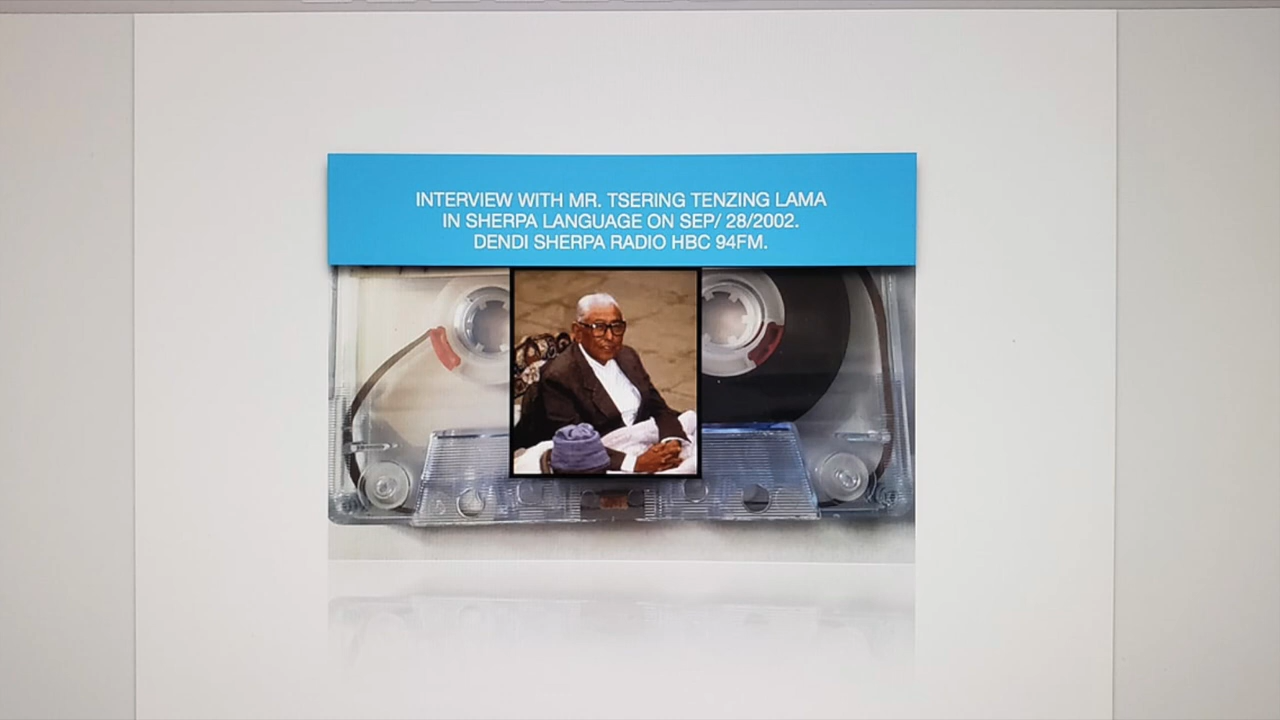 INTERVIEW WITH MR. TSERING TENZING LAMA
IN SHERPA LANGUAGE ON SEP/ 28/2002.
DENDI SHERPA RADIO HBC 94FM.